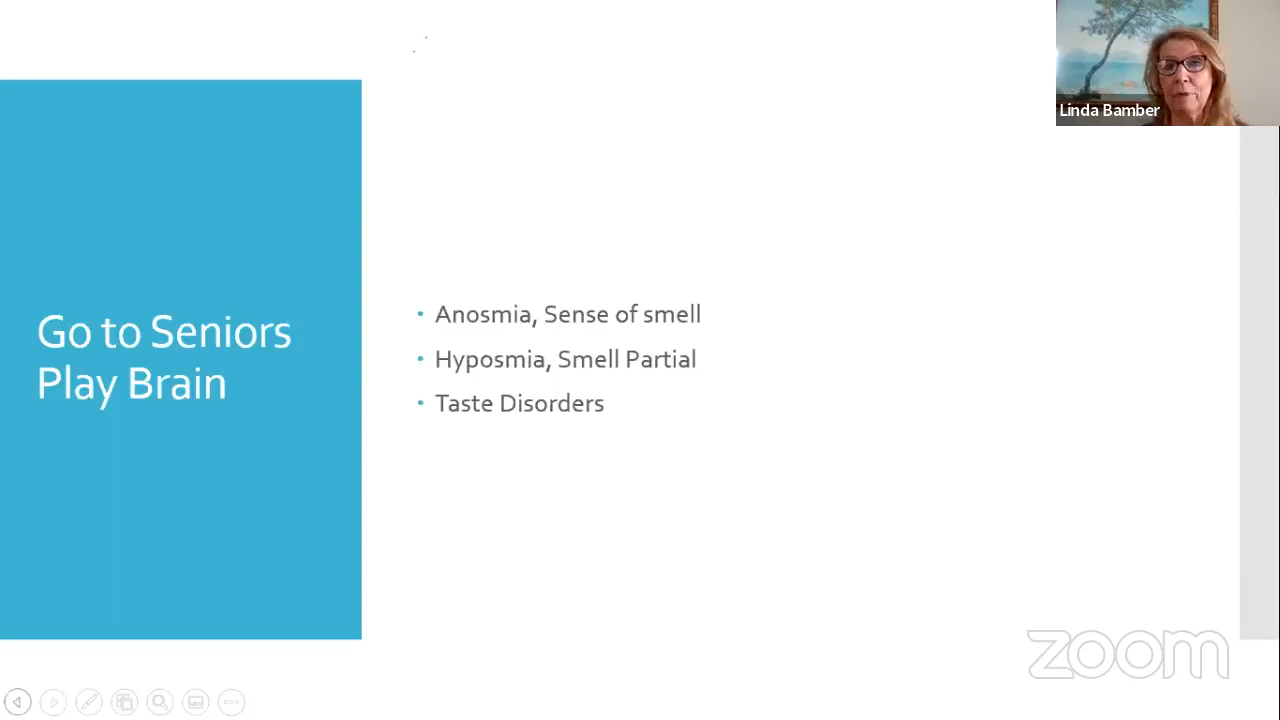 Linda Bamber
Go to Seniors
Play Brain
• Anosmia, Sense of smell
• Hyposmia, Smell Partial
• Taste Disorders
zoom